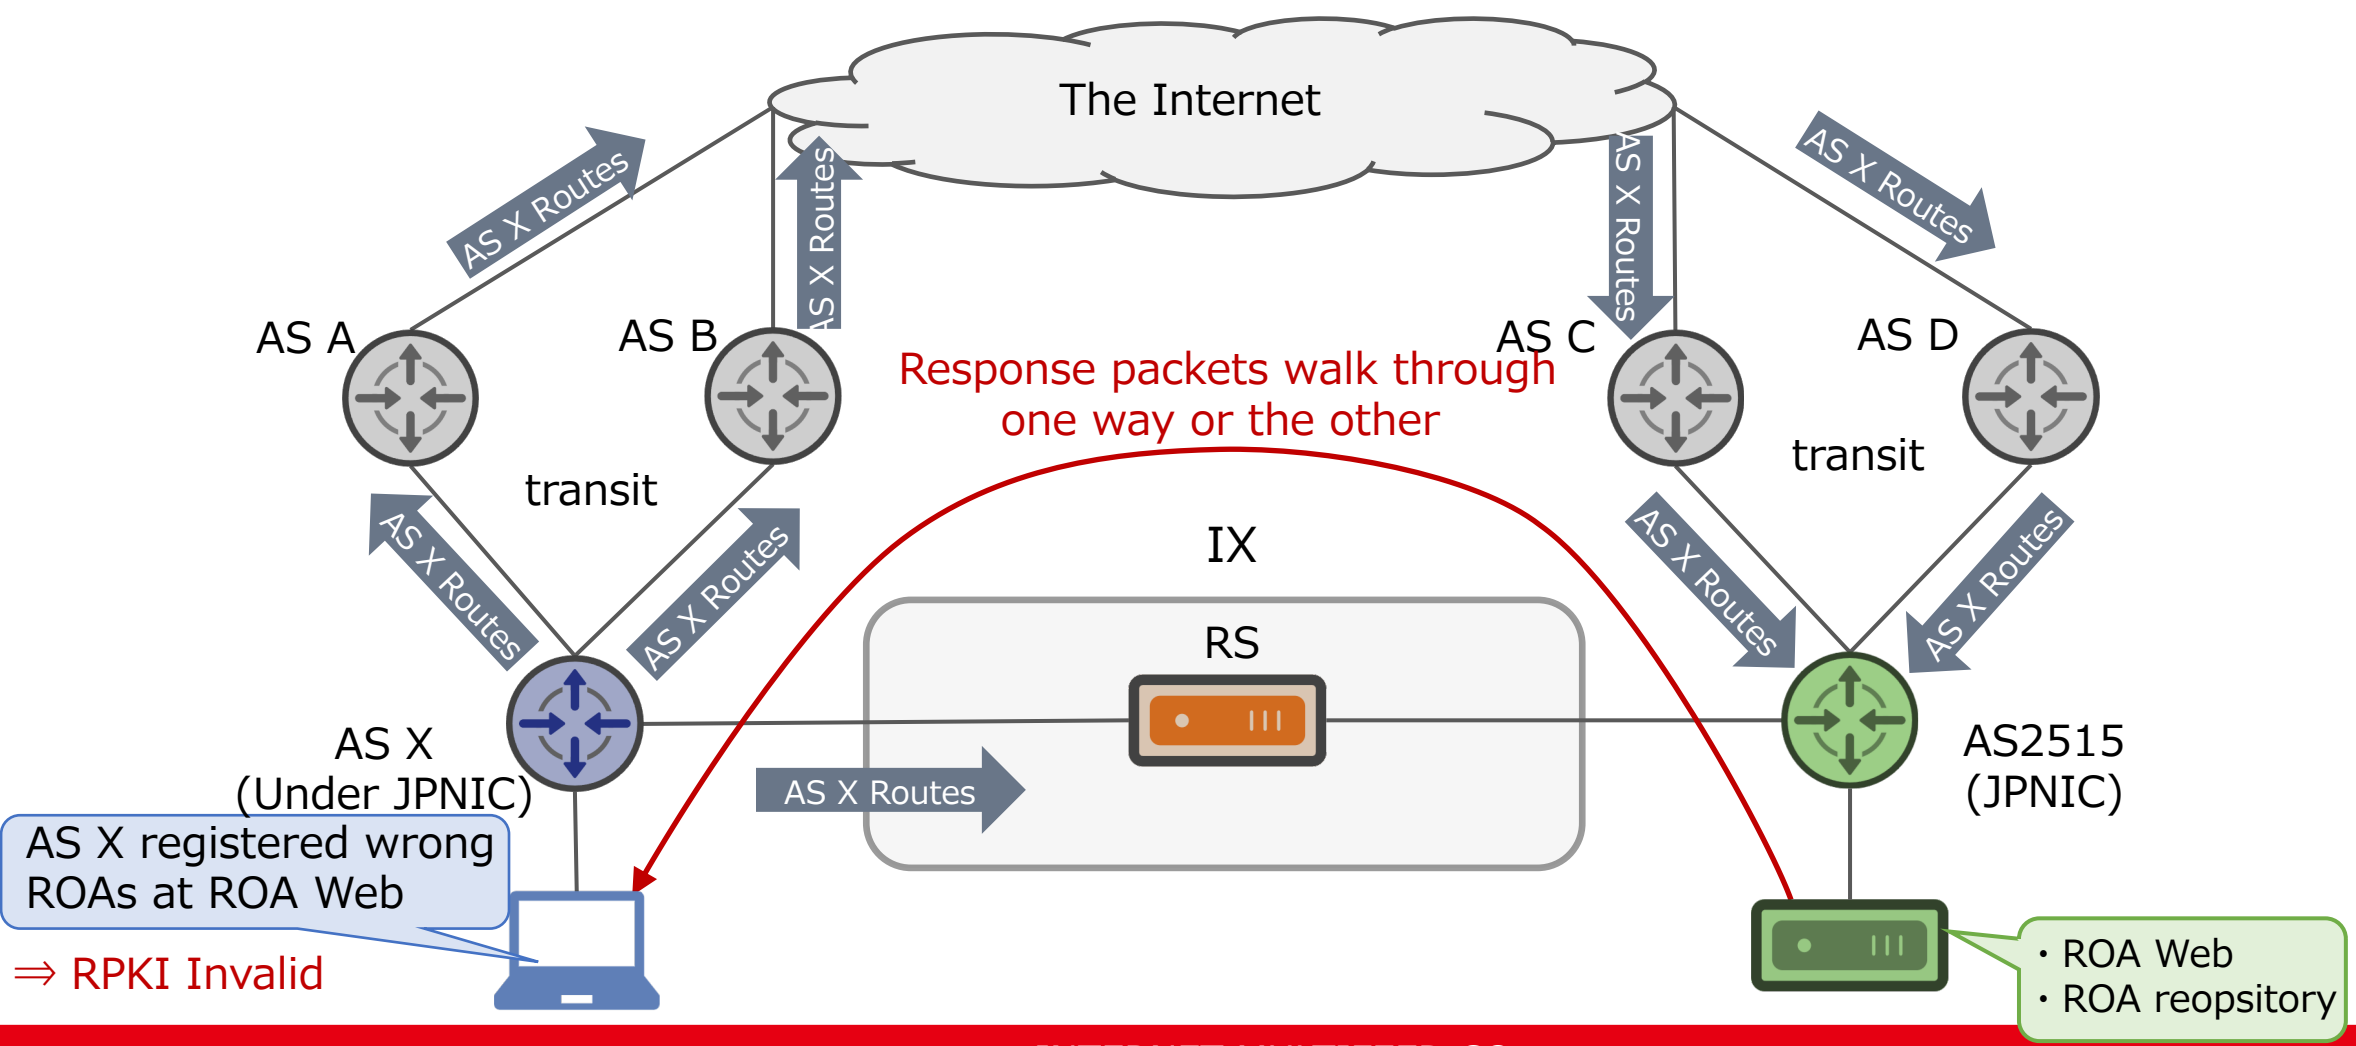 The Internet
AS X Routes
AS X Routes
AS X Routes
AS X Routes
AS A
AS B
AS C
AS D
Response packets walk through
one way or the other
transit
transit
AS X Routes
AS X Routes
AS X Routes
AS X Routes
IX
RS
AS X
(Under JPNIC)
AS X Routes
AS2515
(JPNIC)
AS X registered wrong
ROAs at ROA Web
⇒ RPKI Invalid
・ROA Web
・ROA reopsitory